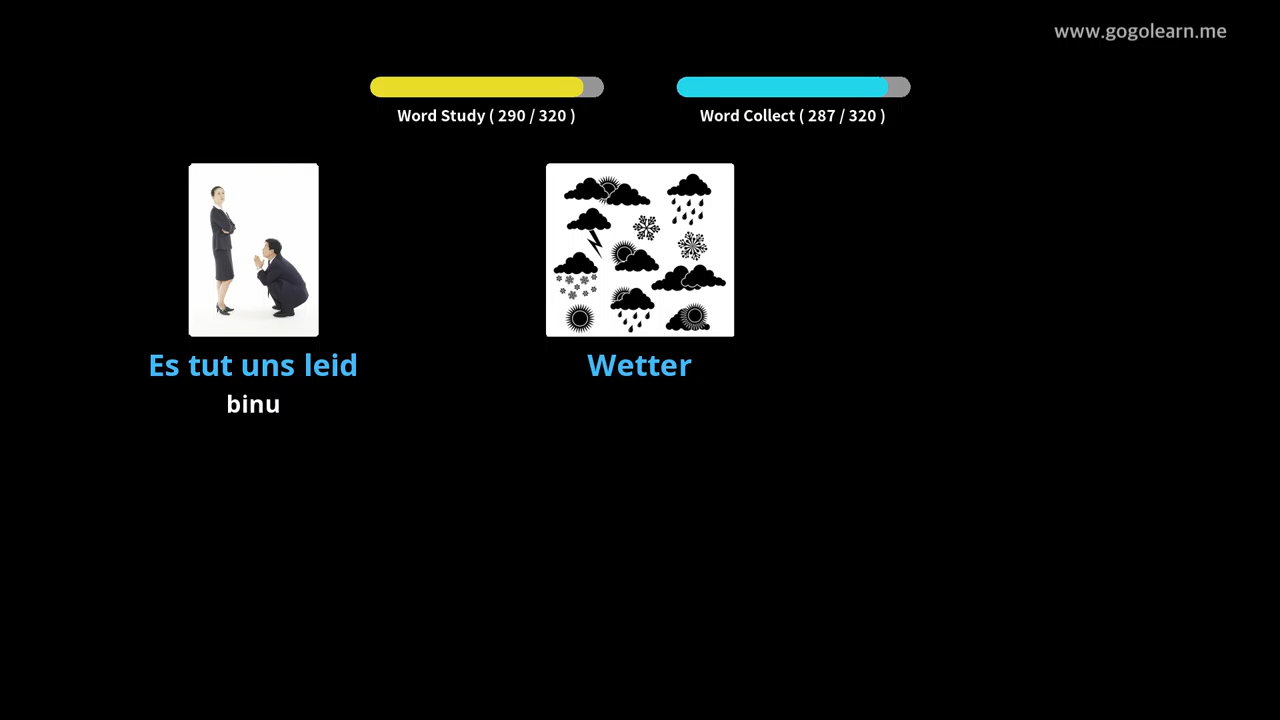 www.gogolearn.me
Word Study ( 290 / 320 )
Word Collect ( 287 / 320 )
Es tut uns leid
binu
Wetter